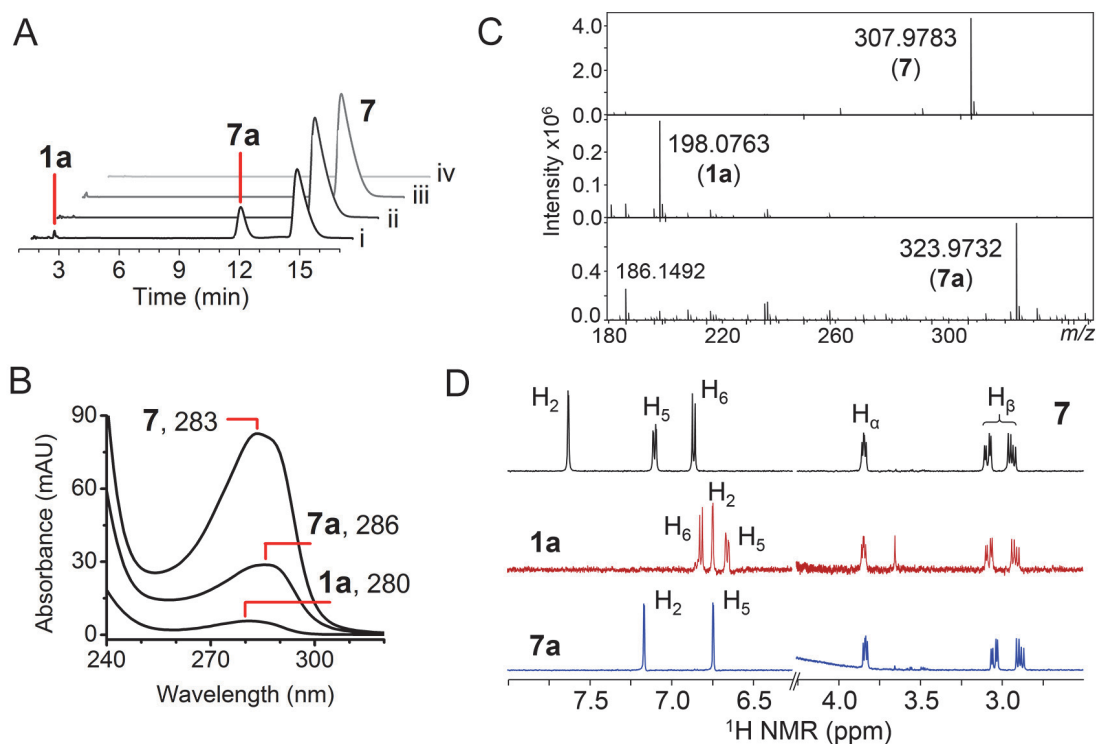 A
7
7a
1a
iv
iii
ii
i
3 6 9 12 15
Time (min)
B
90
60
30
0
Absorbance (mAU)
7, 283
7a, 286
1a, 280
240 270 300
Wavelength (nm)
C
4.0
2.0
0.0
307.9783
(7)
0.2
0.1
0.0
198.0763
(1a)
0.4
0.0
323.9732
(7a)
186.1492
Intensity x10⁶
180 220 260 300 m/z
D
H₂ H₅ H₆ Hα Hβ 7
1a H₆ H₂ H₅
7a H₂ H₅
7.5 7.0 6.5 4.0 3.5 3.0
¹H NMR (ppm)